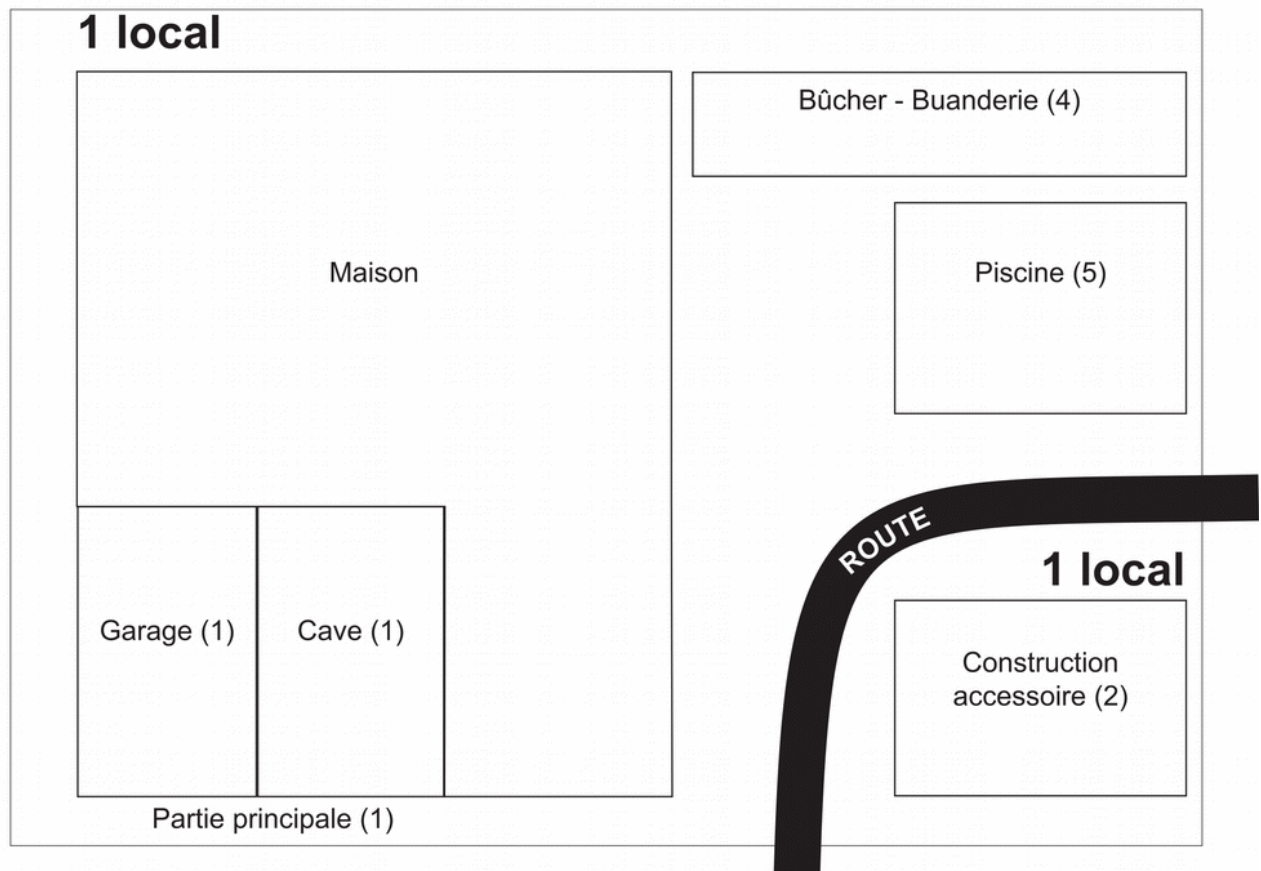 1 local
Bûcher - Buanderie (4)
Maison
Piscine (5)
ROUTE
1 local
Garage (1)
Cave (1)
Construction
accessoire (2)
Partie principale (1)